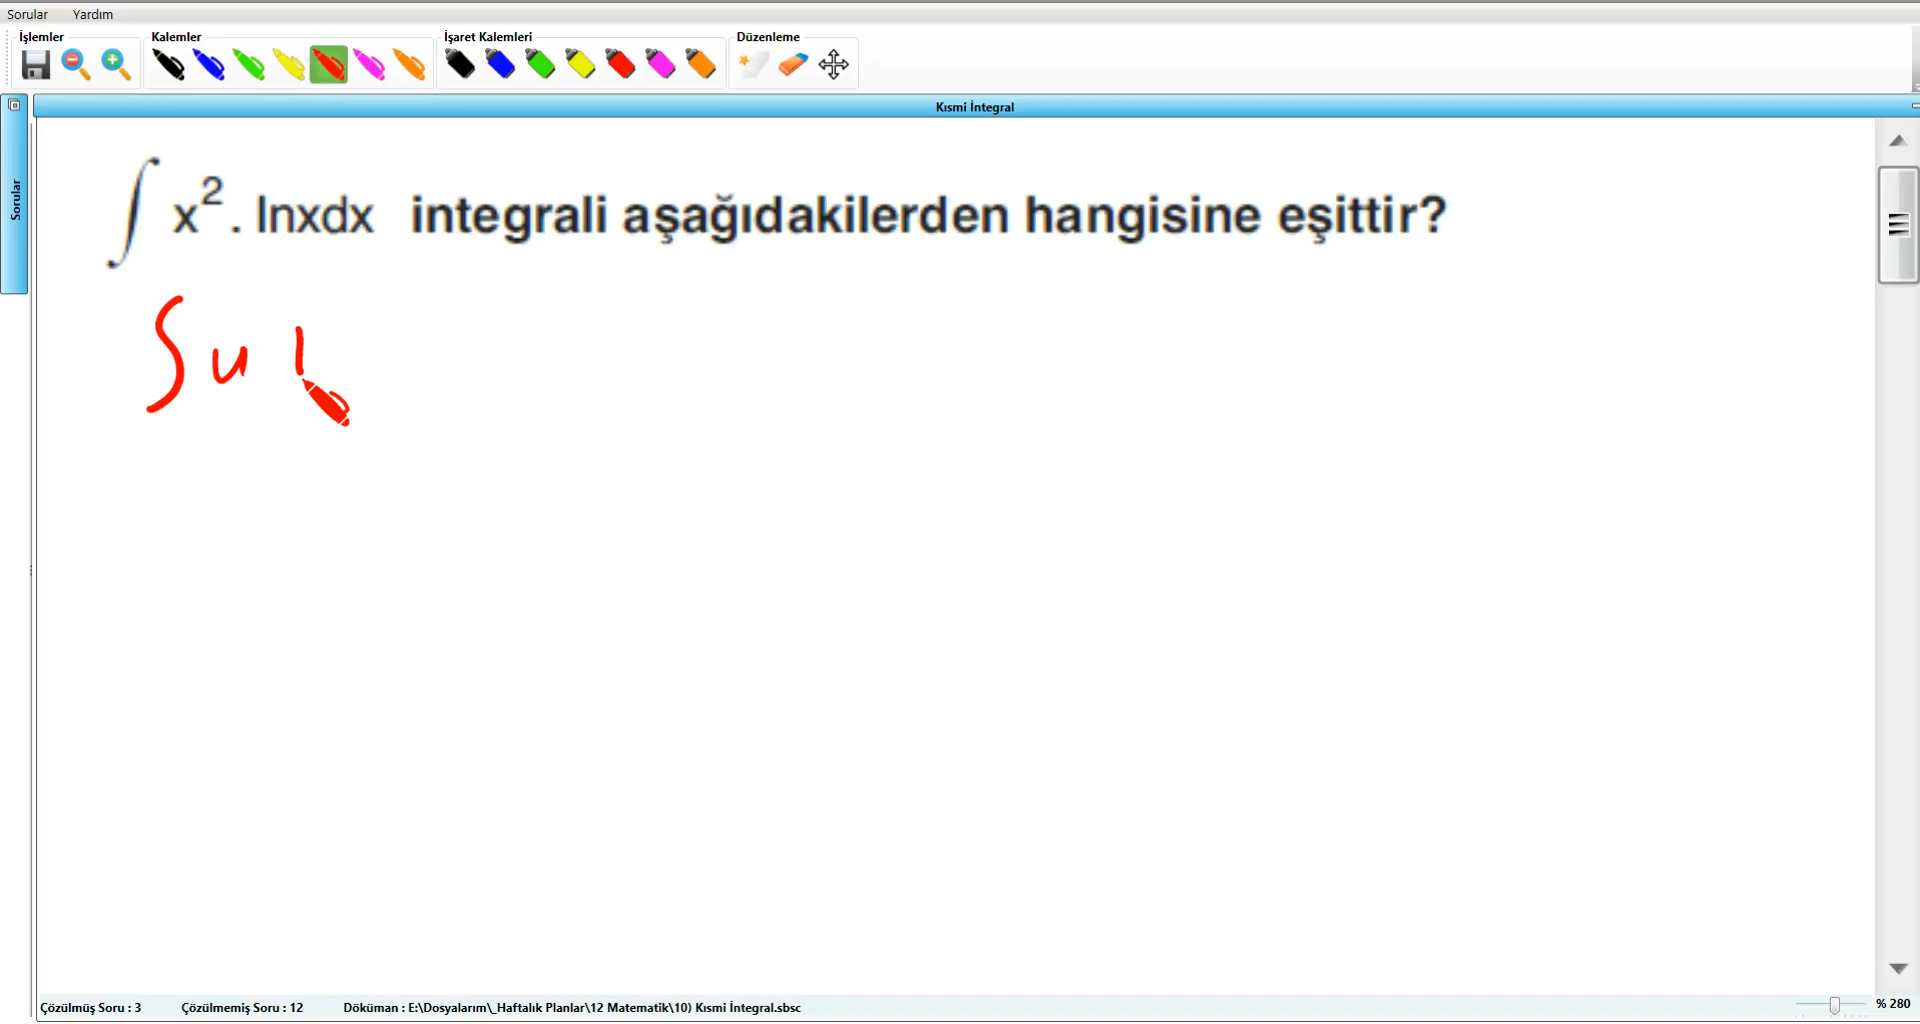 Sorular Yardım
İşlemler Kalemler İşaret Kalemleri Düzenleme
Kısmi İntegral
Sorular
∫ x² . lnxdx integrali aşağıdakilerden hangisine eşittir?
∫ u
Çözülmüş Soru : 3 Çözülmemiş Soru : 12 Döküman : E:\Dosyalarım\_Haftalık Planlar\12 Matematik\10) Kısmi İntegral.sbsc % 280